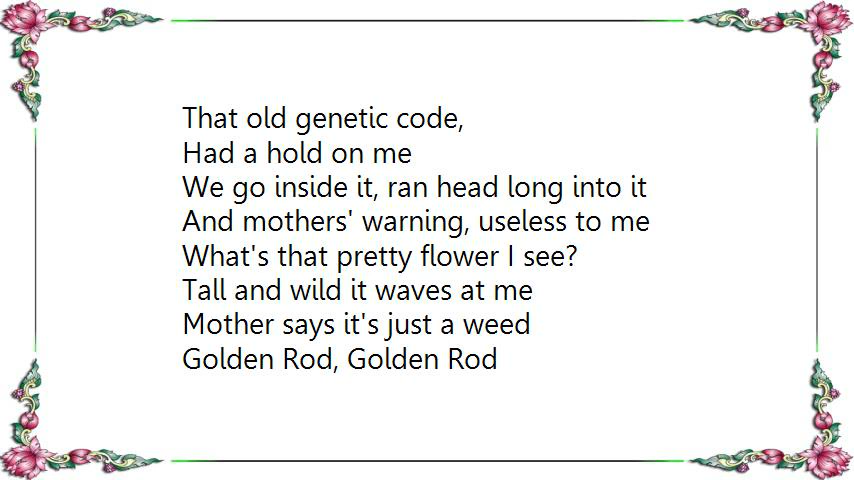 That old genetic code,
Had a hold on me
We go inside it, ran head long into it
And mothers' warning, useless to me
What's that pretty flower I see?
Tall and wild it waves at me
Mother says it's just a weed
Golden Rod, Golden Rod